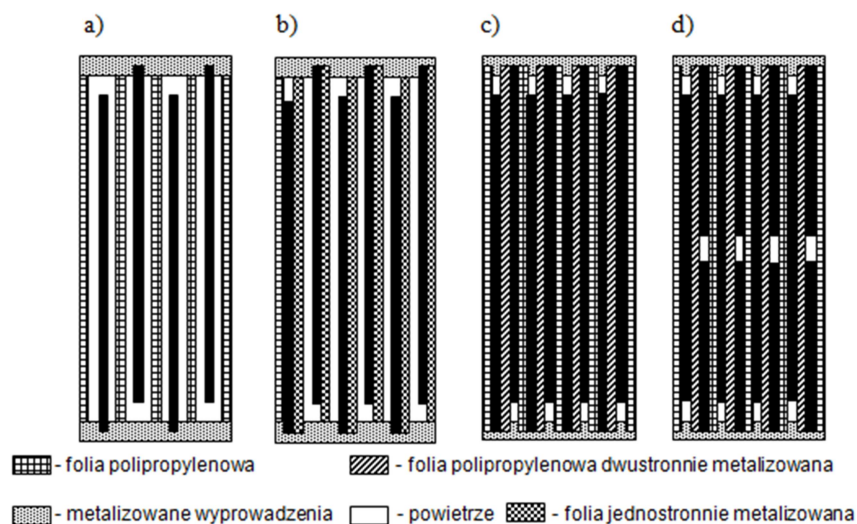 a) b) c) d)
- folia polipropylenowa - folia polipropylenowa dwustronnie metalizowana
- metalizowane wyprowadzenia - powietrze - folia jednostronnie metalizowana